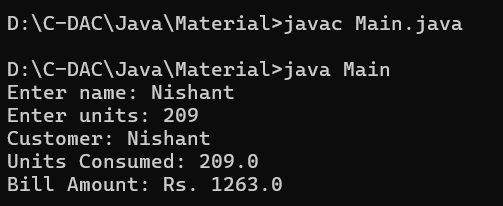 D:\C-DAC\Java\Material>javac Main.java
D:\C-DAC\Java\Material>java Main
Enter name: Nishant
Enter units: 209
Customer: Nishant
Units Consumed: 209.0
Bill Amount: Rs. 1263.0